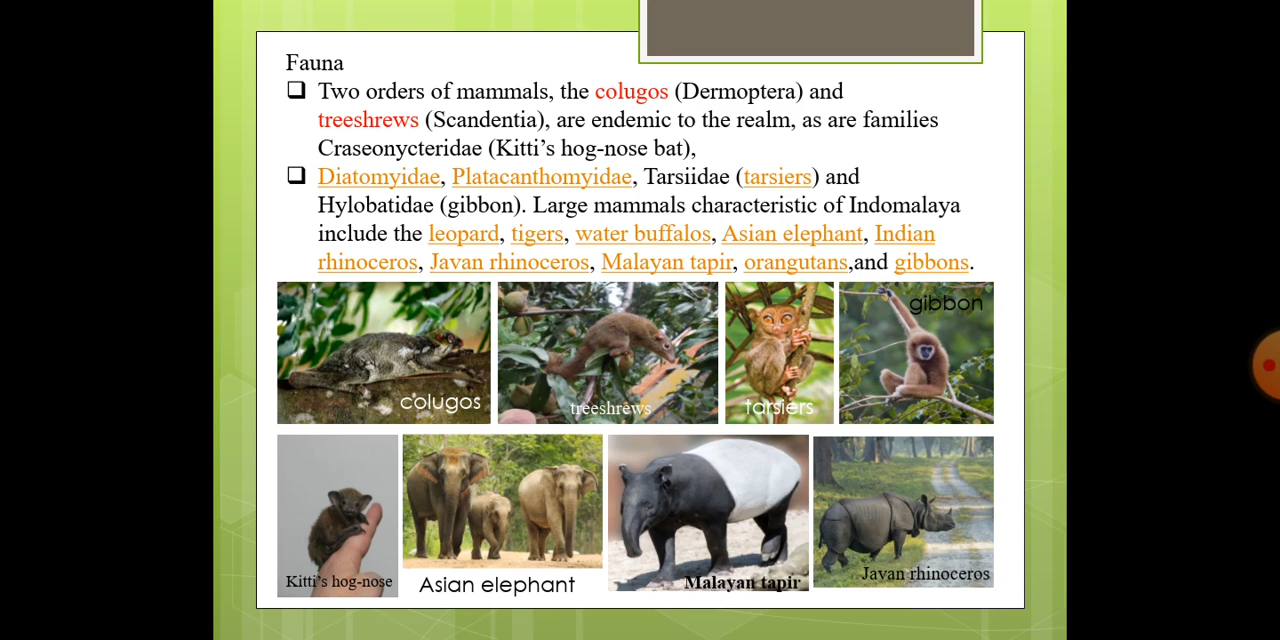 Fauna
❑ Two orders of mammals, the colugos (Dermoptera) and
treeshrews (Scandentia), are endemic to the realm, as are families
Craseonycteridae (Kitti’s hog-nose bat),
❑ Diatomyidae, Platacanthomyidae, Tarsiidae (tarsiers) and
Hylobatidae (gibbon). Large mammals characteristic of Indomalaya
include the leopard, tigers, water buffalos, Asian elephant, Indian
rhinoceros, Javan rhinoceros, Malayan tapir, orangutans,and gibbons.
colugos
treeshrews
tarsiers
gibbon
Kitti’s hog-nose
Asian elephant
Malayan tapir
Javan rhinoceros